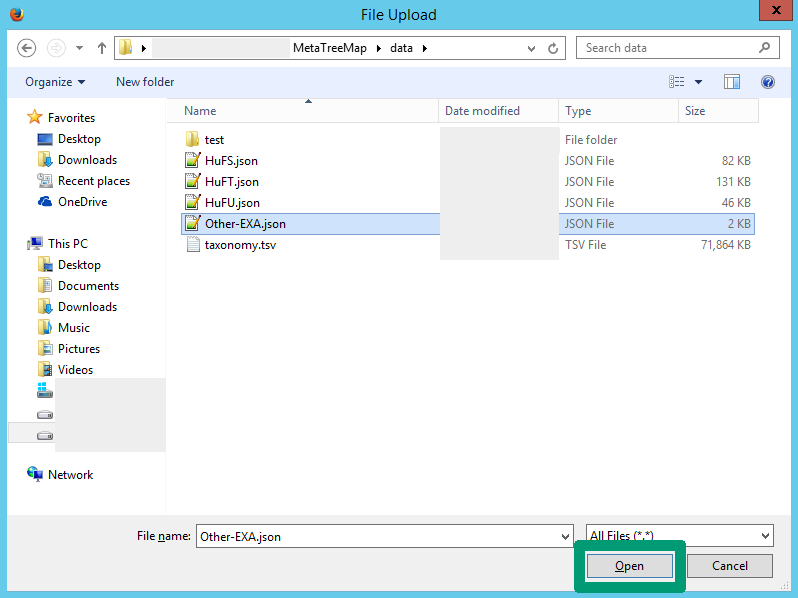 File Upload
MetaTreeMap data
Search data
Organize New folder
Name Date modified Type Size
Favorites
Desktop
Downloads
Recent places
OneDrive
This PC
Desktop
Documents
Downloads
Music
Pictures
Videos
Network
test File folder
HuFS.json JSON File 82 KB
HuFT.json JSON File 131 KB
HuFU.json JSON File 46 KB
Other-EXA.json JSON File 2 KB
taxonomy.tsv TSV File 71,864 KB
File name: Other-EXA.json All Files (*.*)
Open Cancel